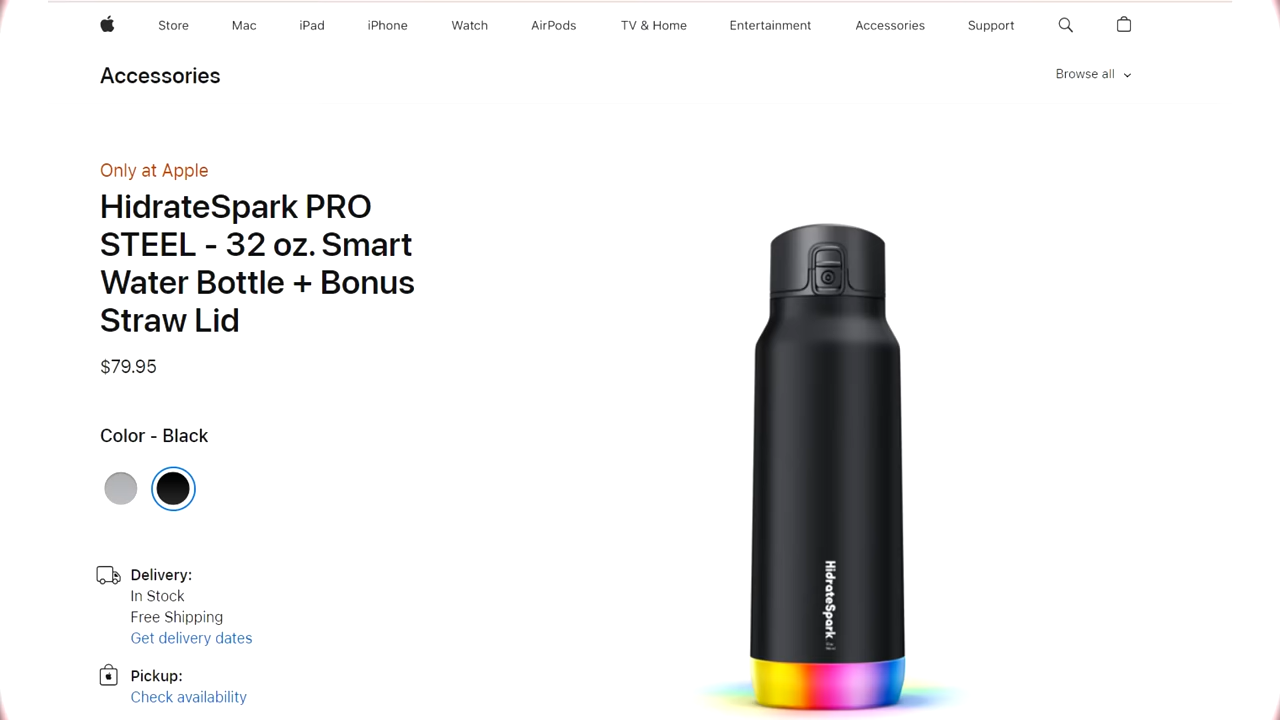 Store Mac iPad iPhone Watch AirPods TV & Home Entertainment Accessories Support
Accessories
Browse all
Only at Apple
HidrateSpark PRO
STEEL - 32 oz. Smart
Water Bottle + Bonus
Straw Lid
$79.95
Color - Black
Delivery:
In Stock
Free Shipping
Get delivery dates
Pickup:
Check availability
HidrateSpark